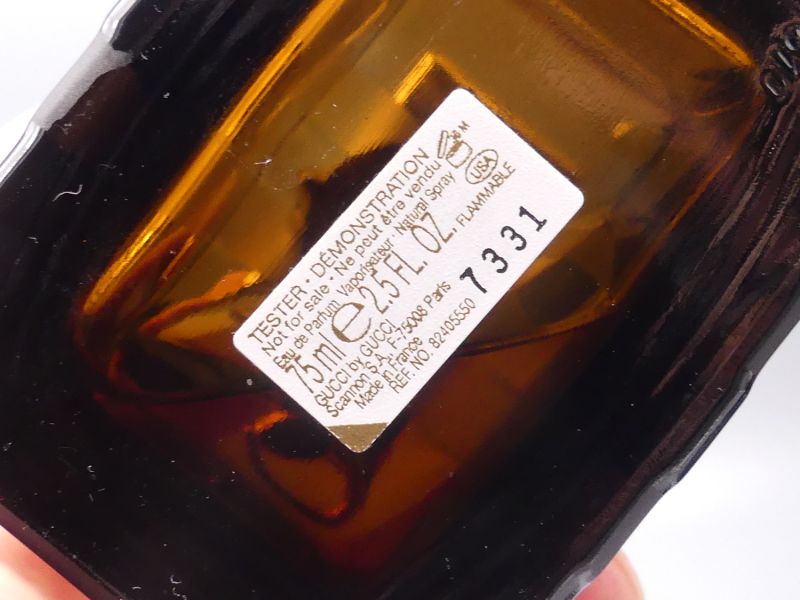 TESTER · DÉMONSTRATION
Not for sale · Ne peut être vendu
Eau de Parfum Vaporisateur Natural Spray
75 ml e 2.5 FL. OZ.
USA
FLAMMABLE
GUCCI by GUCCI
Scannon S.A. F-75008 Paris
Made in France
REF. NO. 82405550
7331